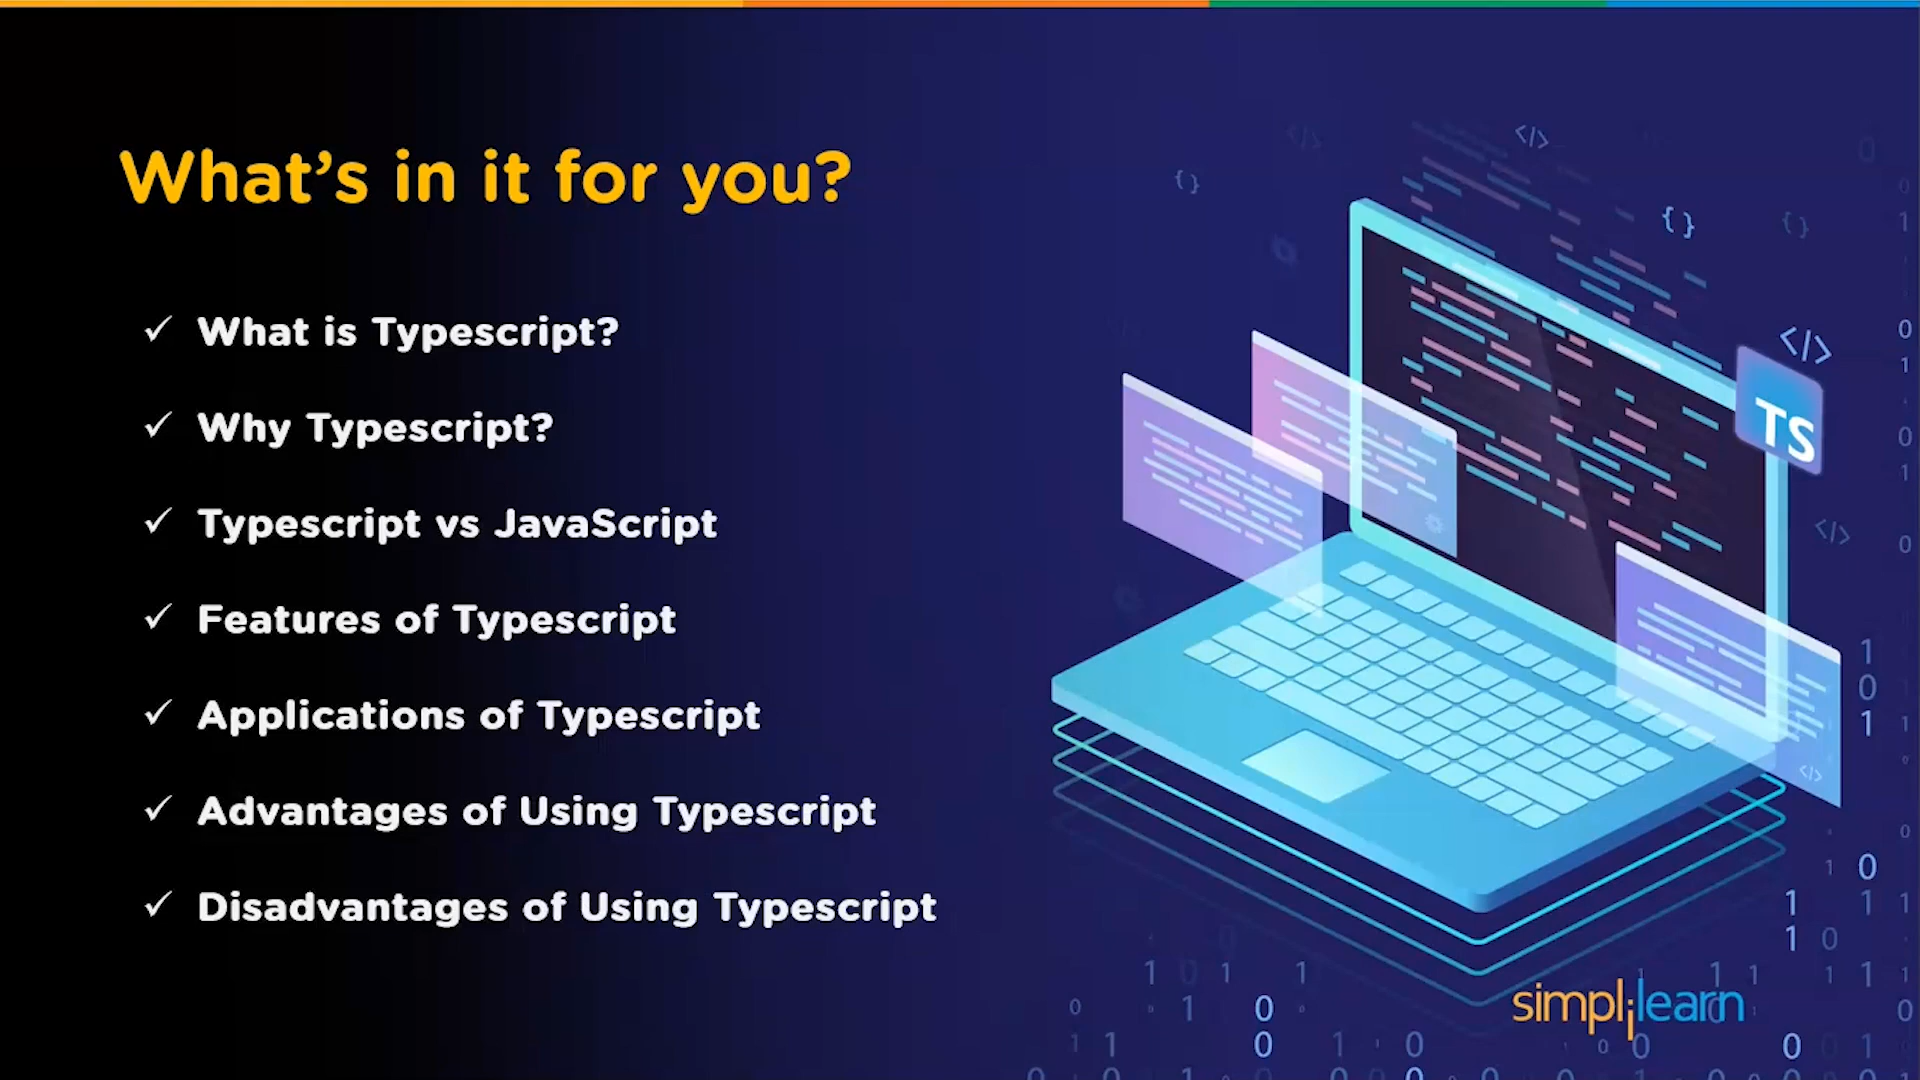 What's in it for you?
✓ What is Typescript?
✓ Why Typescript?
✓ Typescript vs JavaScript
✓ Features of Typescript
✓ Applications of Typescript
✓ Advantages of Using Typescript
✓ Disadvantages of Using Typescript
TS
simplilearn